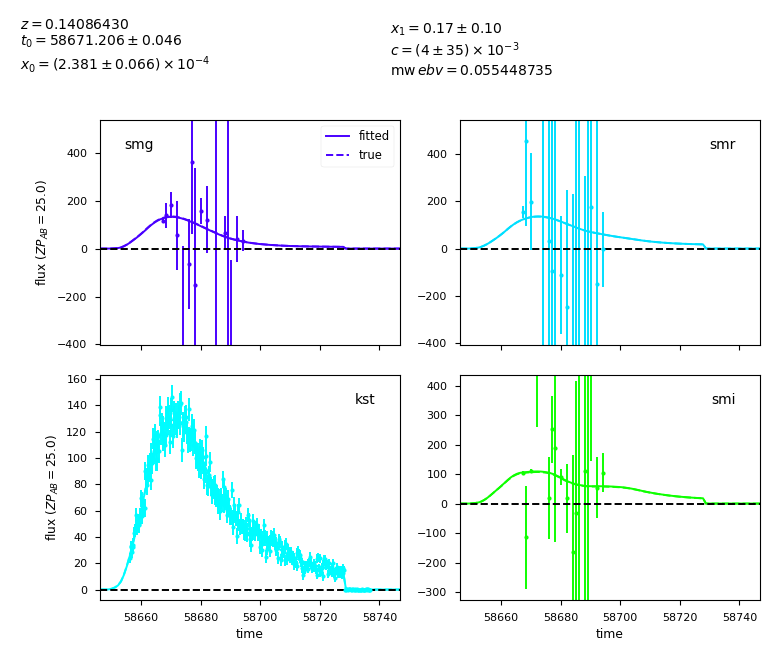 z = 0.14086430
t₀ = 58671.206 ± 0.046
x₀ = (2.381 ± 0.066) × 10⁻⁴
x₁ = 0.17 ± 0.10
c = (4 ± 35) × 10⁻³
mw ebv = 0.055448735
smg
fitted
true
flux (ZP_AB = 25.0)
400
200
0
−200
−400
smr
400
200
0
−200
−400
kst
flux (ZP_AB = 25.0)
160
140
120
100
80
60
40
20
0
58660 58680 58700 58720 58740
time
smi
400
300
200
100
0
−100
−200
−300
58660 58680 58700 58720 58740
time